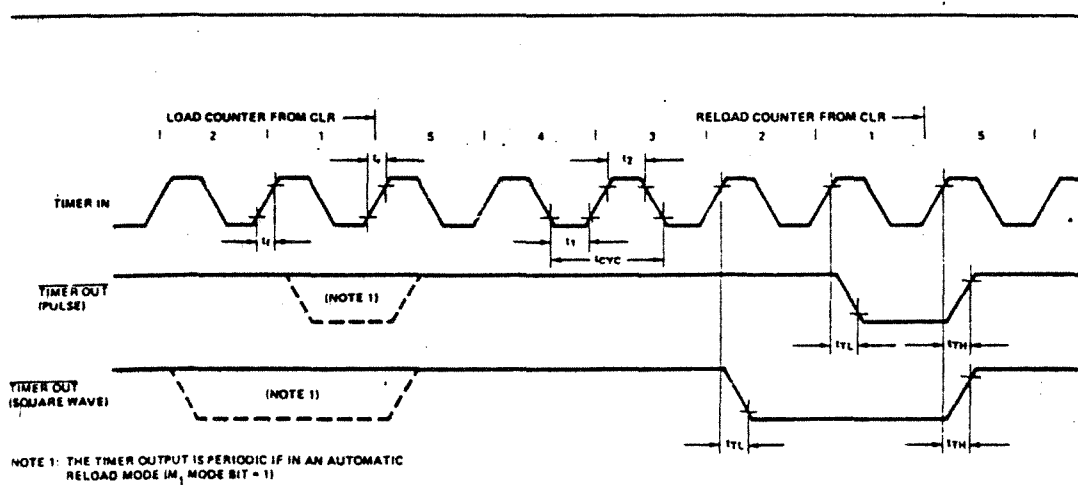 LOAD COUNTER FROM CLR
RELOAD COUNTER FROM CLR
2 1 5 4 3 2 1 5
tr
t2
TIMER IN
tf
t1
tCYC
TIMER OUT
(PULSE)
(NOTE 1)
tTL
tTH
TIMER OUT
(SQUARE WAVE)
(NOTE 1)
tTL
tTH
NOTE 1: THE TIMER OUTPUT IS PERIODIC IF IN AN AUTOMATIC
RELOAD MODE (M1 MODE BIT = 1)